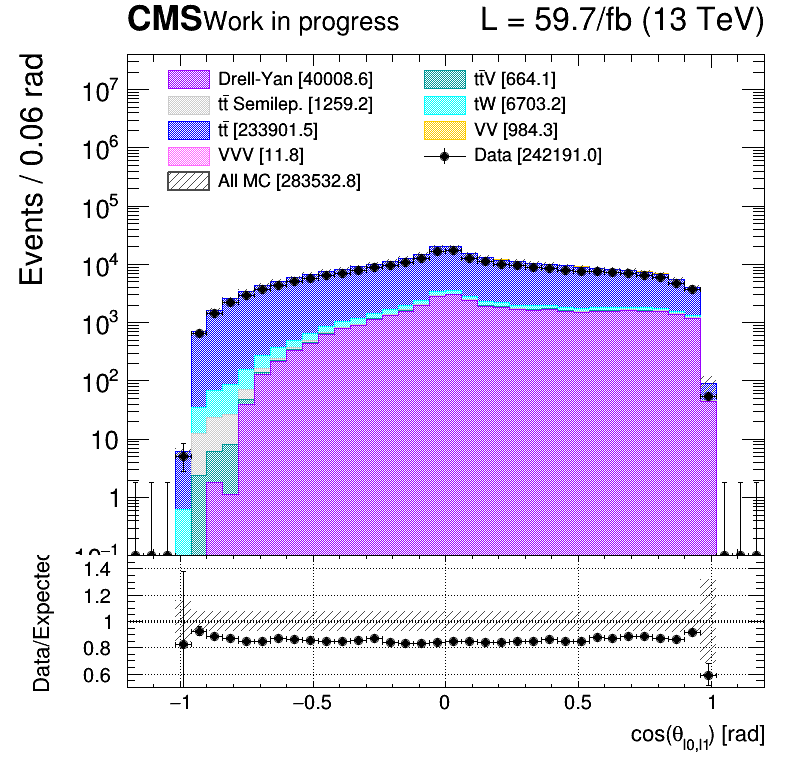 CMS Work in progress L = 59.7/fb (13 TeV)
Events / 0.06 rad
Drell-Yan [40008.6]
tt̄V [664.1]
tt̄ Semilep. [1259.2]
tW [6703.2]
tt̄ [233901.5]
VV [984.3]
VVV [11.8]
Data [242191.0]
All MC [283532.8]
10⁷
10⁶
10⁵
10⁴
10³
10²
10
1
10⁻¹
Data/Expected
1.4
1.2
1
0.8
0.6
−1 −0.5 0 0.5 1
cos(θ_l0,l1) [rad]